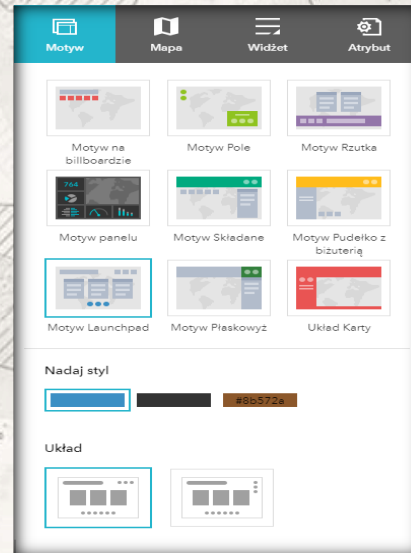 Motyw Mapa Widżet Atrybut
Motyw na billboardzie
Motyw Pole
Motyw Rzutka
764
Motyw panelu
Motyw Składane
Motyw Pudełko z biżuterią
Motyw Launchpad
Motyw Płaskowyż
Układ Karty
Nadaj styl
#8b572a
Układ